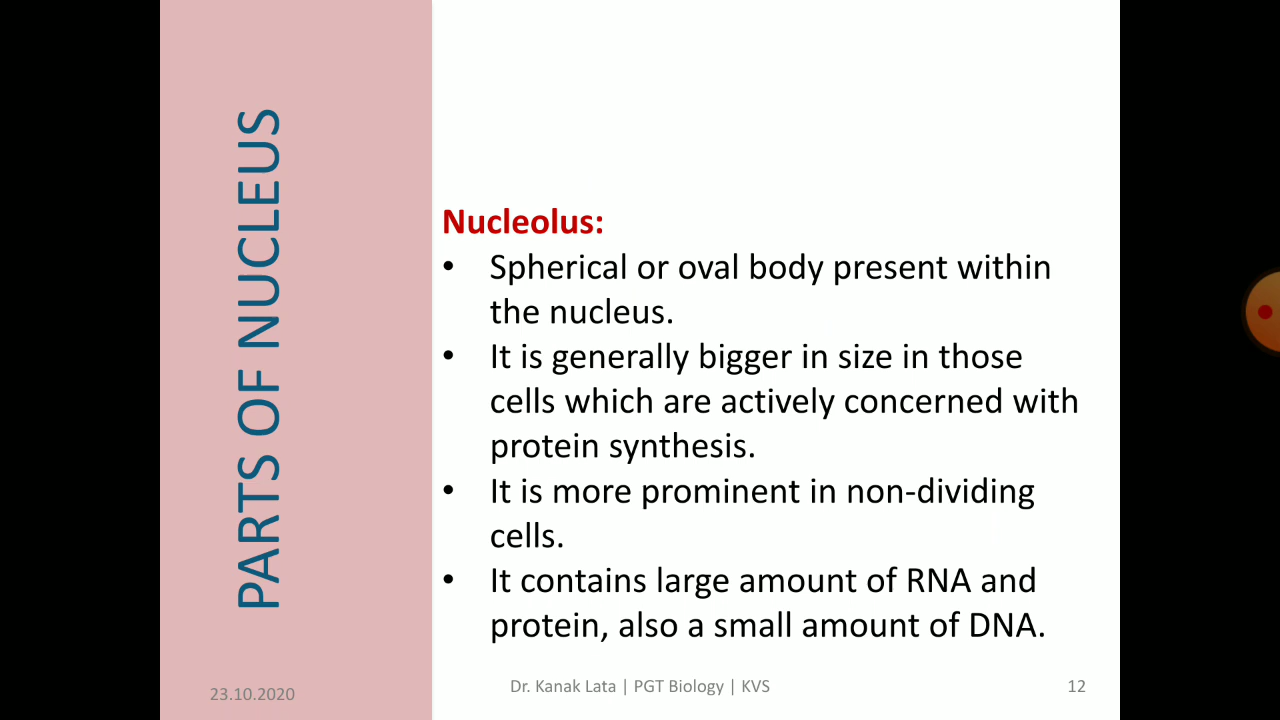 PARTS OF NUCLEUS
Nucleolus:
• Spherical or oval body present within
the nucleus.
• It is generally bigger in size in those
cells which are actively concerned with
protein synthesis.
• It is more prominent in non-dividing
cells.
• It contains large amount of RNA and
protein, also a small amount of DNA.
23.10.2020
Dr. Kanak Lata | PGT Biology | KVS
12